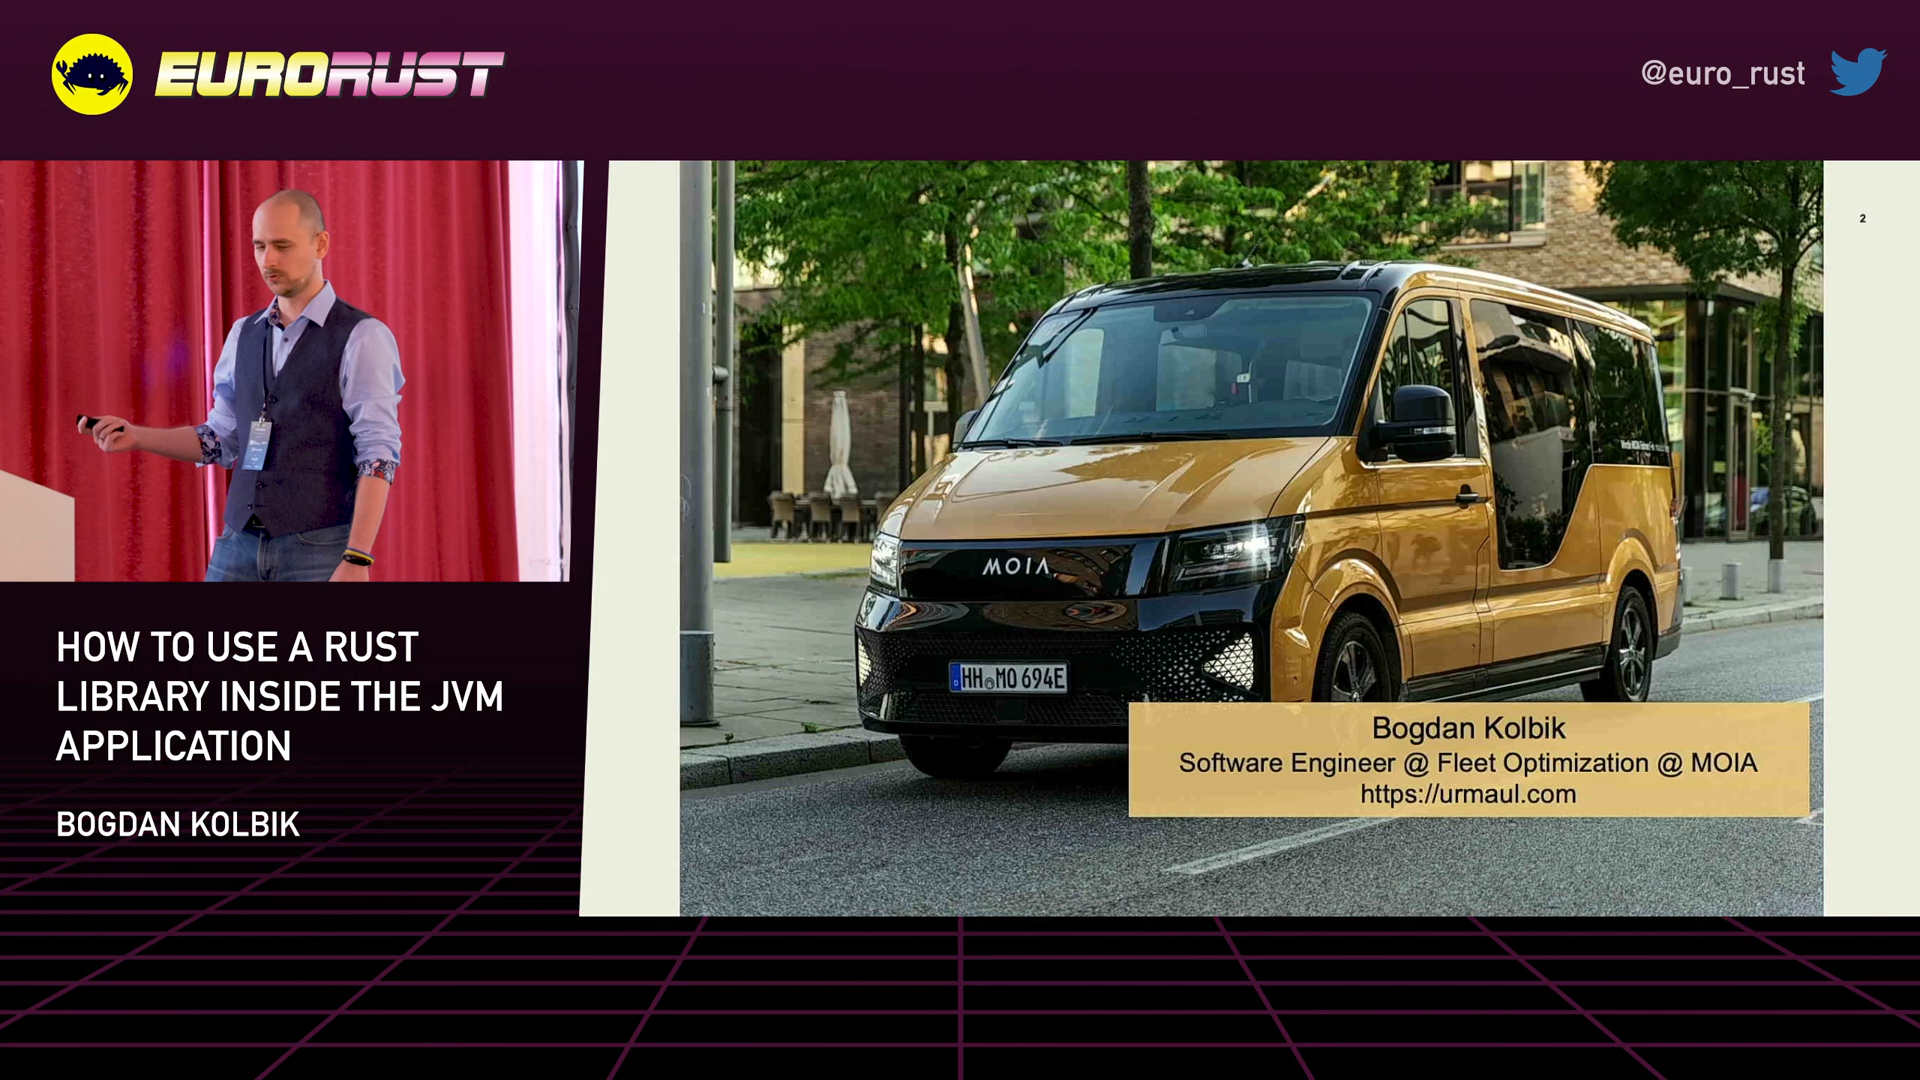 EURORUST
@euro_rust
2
MOIA
HH MO 694E
Bogdan Kolbik
Software Engineer @ Fleet Optimization @ MOIA
https://urmaul.com
HOW TO USE A RUST
LIBRARY INSIDE THE JVM
APPLICATION
BOGDAN KOLBIK